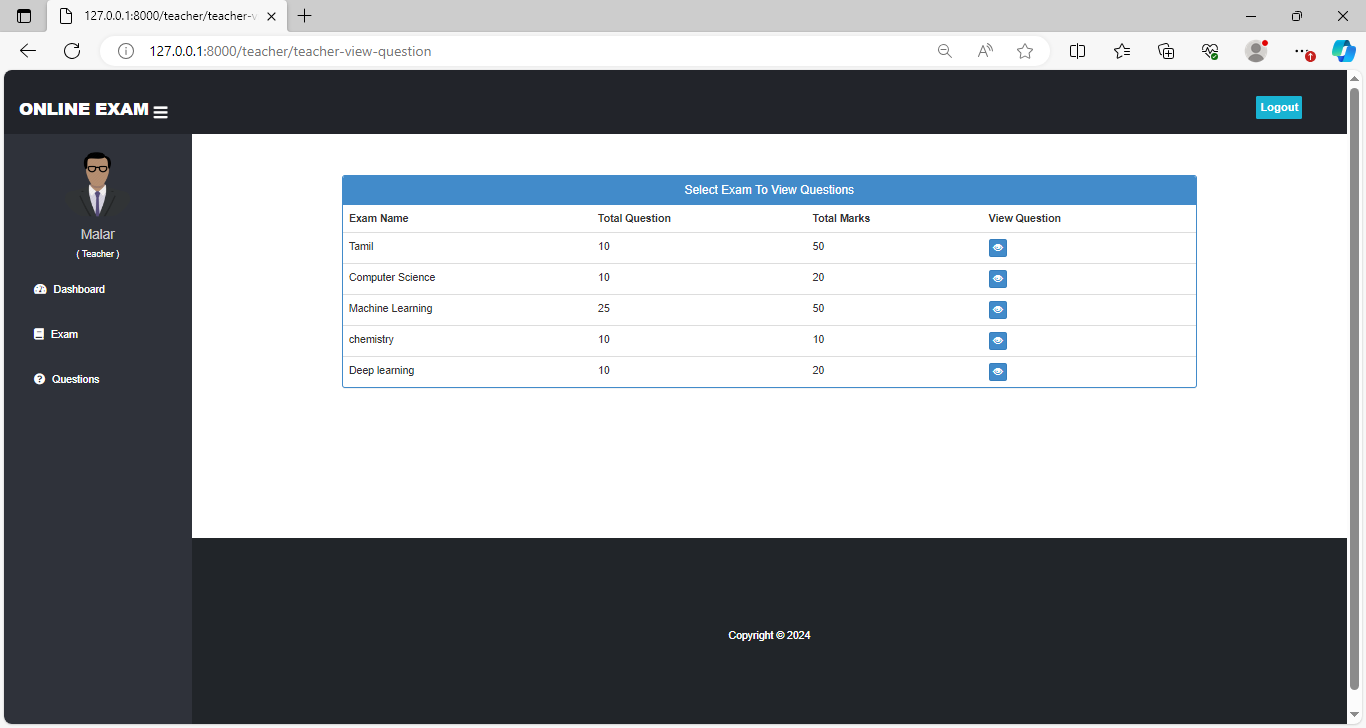 127.0.0.1:8000/teacher/teacher-v
127.0.0.1:8000/teacher/teacher-view-question
ONLINE EXAM
Logout
Malar
( Teacher )
Dashboard
Exam
Questions
Select Exam To View Questions
Exam Name Total Question Total Marks View Question
Tamil 10 50
Computer Science 10 20
Machine Learning 25 50
chemistry 10 10
Deep learning 10 20
Copyright © 2024